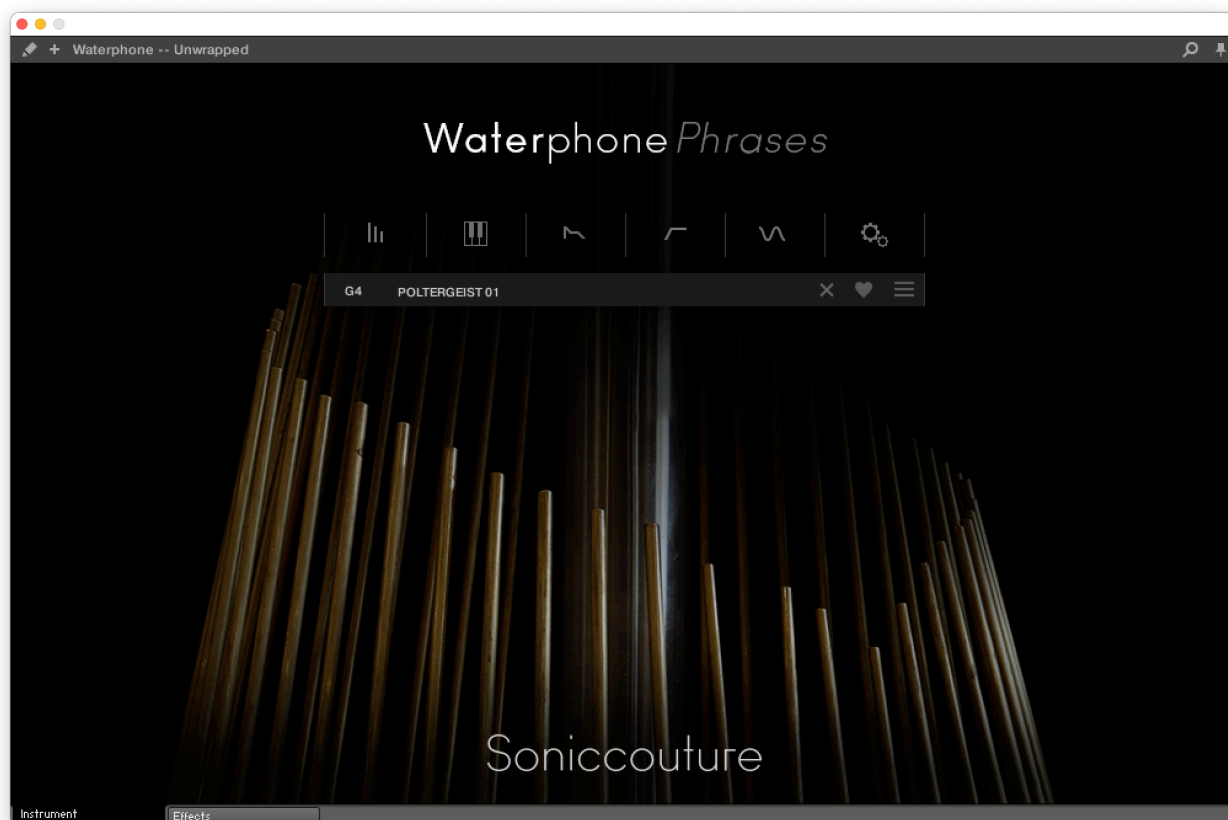 Waterphone -- Unwrapped
Waterphone Phrases
G4 POLTERGEIST 01
Soniccouture
Instrument Effects